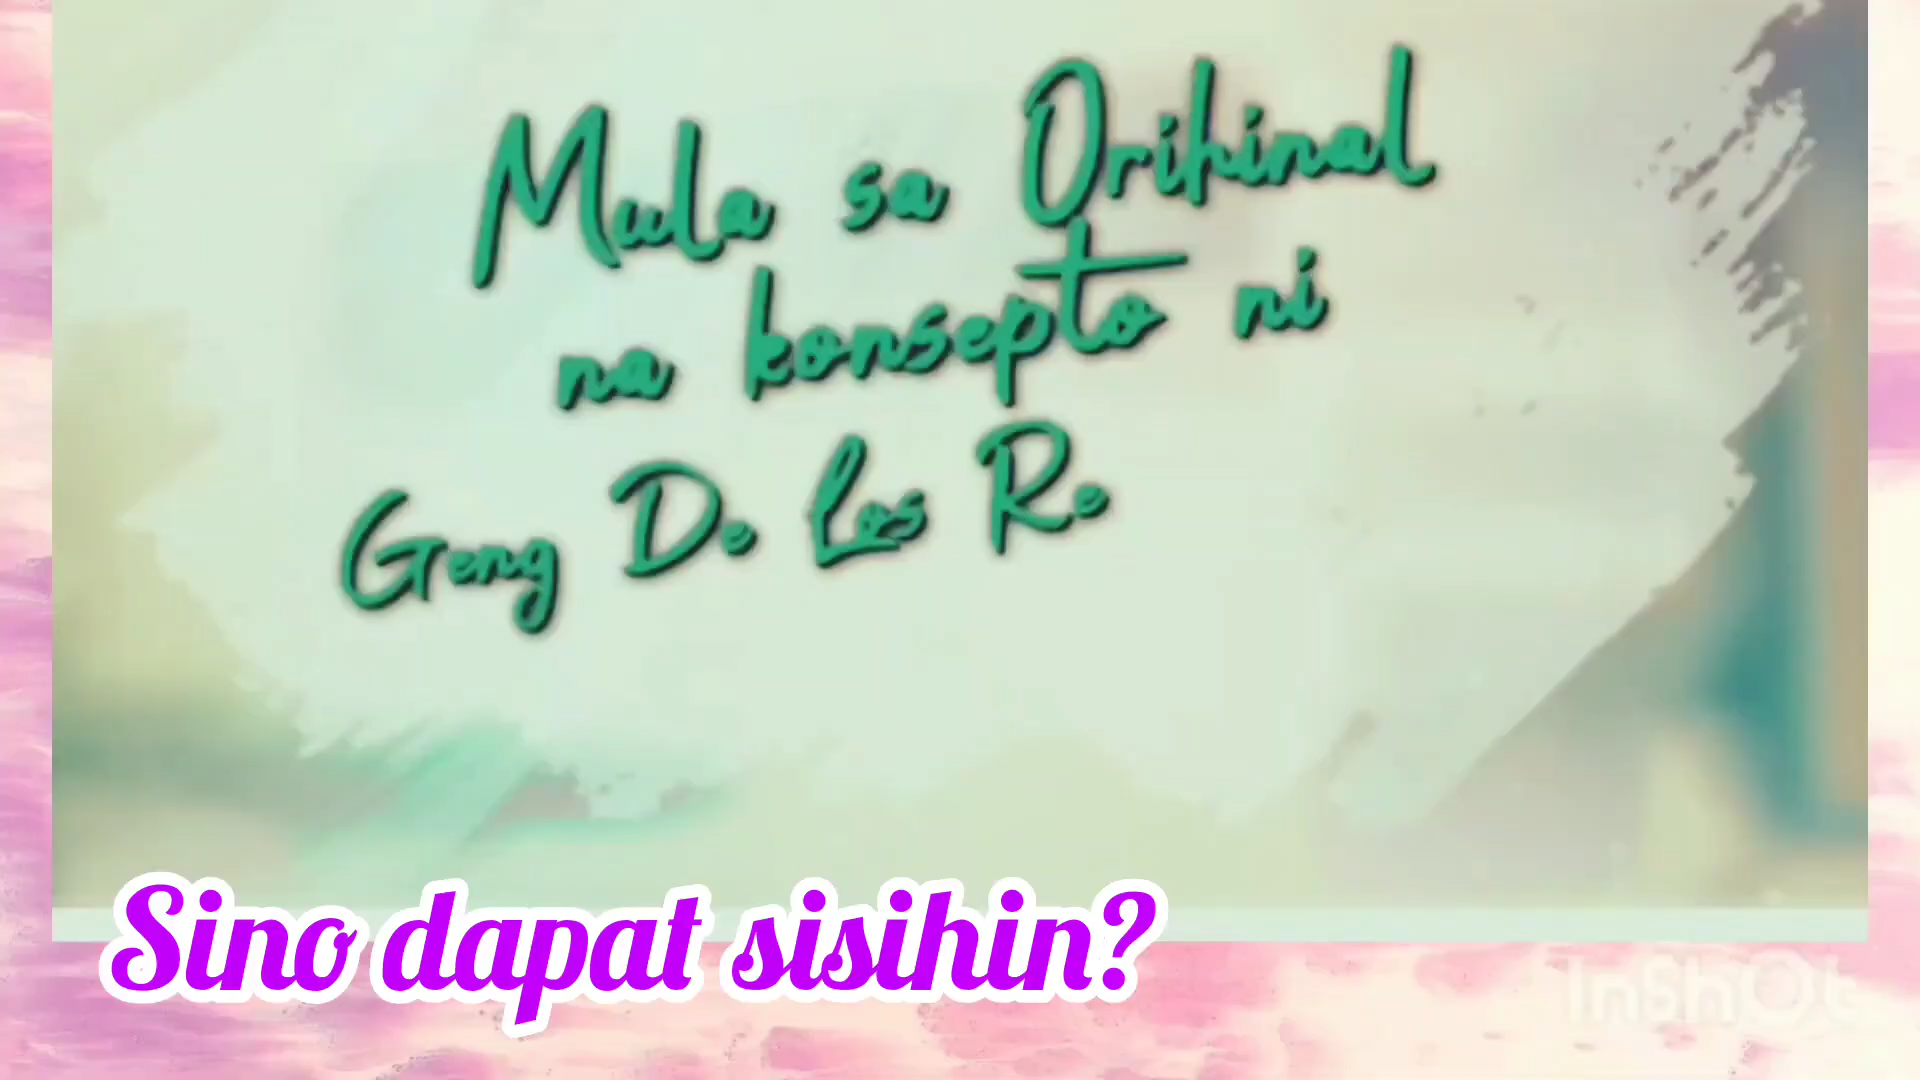 Mula sa Orihinal
na konsepto ni
Geng De Los Re
Sino dapat sisihin?
InShOt